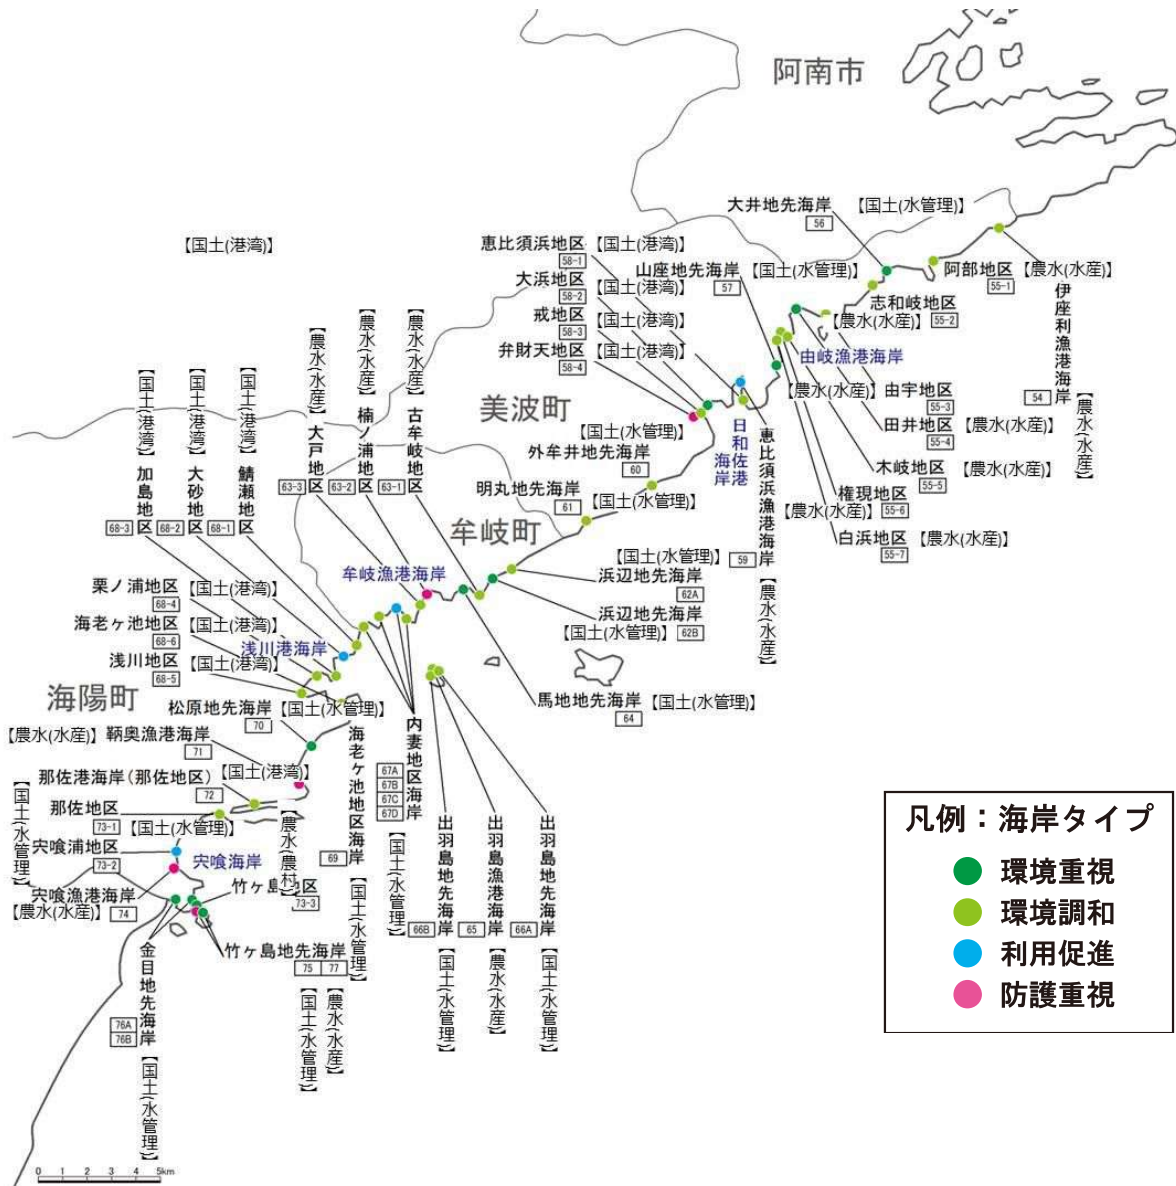 阿南市
大井地先海岸 【国土(水管理)】
56
【国土(港湾)】
恵比須浜地区 【国土(港湾)】
58-1
山座地先海岸 【国土(水管理)】
57
阿部地区 【農水(水産)】
55-1
大浜地区 【国土(港湾)】
58-2
伊座利漁港海岸
54
【農水(水産)】
志和岐地区
【農水(水産)】 55-2
戎地区 【国土(港湾)】
58-3
弁財天地区 【国土(港湾)】
58-4
由岐漁港海岸
【農水(水産)】 由宇地区
55-3
田井地区 【農水(水産)】
55-4
木岐地区 【農水(水産)】
55-5
権現地区
【農水(水産)】 55-6
白浜地区 【農水(水産)】
55-7
美波町
日和佐港海岸
恵比須浜漁港海岸
59
【農水(水産)】
【国土(水管理)】
外牟井地先海岸
60
明丸地先海岸
61 【国土(水管理)】
牟岐町
【国土(水管理)】
浜辺地先海岸
62A
浜辺地先海岸
【国土(水管理)】 62B
馬地地先海岸 【国土(水管理)】
64
【農水(水産)】
古牟岐地区
63-1
【農水(水産)】
楠ノ浦地区
63-2
【農水(水産)】
大戸地区
63-3
牟岐漁港海岸
【国土(港湾)】
鯖瀬地区
68-1
【国土(港湾)】
大砂地区
68-2
【国土(港湾)】
加島地区
68-3
栗ノ浦地区 【国土(港湾)】
68-4
海老ヶ池地区 【国土(港湾)】
68-6
浅川港海岸
浅川地区 【国土(港湾)】
68-5
海陽町
松原地先海岸 【国土(水管理)】
70
【農水(水産)】 鞆奥漁港海岸
71
那佐港海岸(那佐地区) 【国土(港湾)】
72
那佐地区
73-1 【国土(水管理)】
【国土(水管理)】
宍喰浦地区
73-2
宍喰海岸
宍喰漁港海岸
【農水(水産)】 74
竹ヶ島地区
73-3
竹ヶ島地先海岸
75 77
【国土(水管理)】
【農水(水産)】
金目地先海岸
76A
76B
【国土(水管理)】
【農水(農村)】
海老ヶ池地区海岸
69
【国土(水管理)】
内妻地区海岸
67A
67B
67C
67D
【国土(水管理)】
出羽島地先海岸
66B
【国土(水管理)】
出羽島漁港海岸
65
【農水(水産)】
出羽島地先海岸
66A
【国土(水管理)】
凡例:海岸タイプ
環境重視
環境調和
利用促進
防護重視
0 1 2 3 4 5km